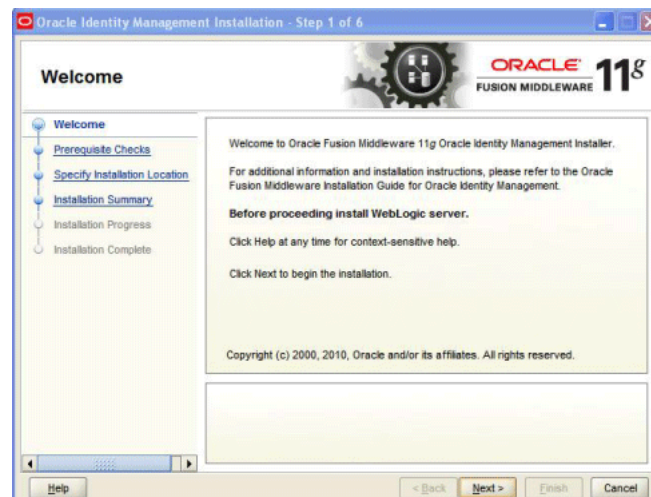 Oracle Identity Management Installation - Step 1 of 6
Welcome
ORACLE
FUSION MIDDLEWARE 11g
Welcome
Prerequisite Checks
Specify Installation Location
Installation Summary
Installation Progress
Installation Complete
Welcome to Oracle Fusion Middleware 11g Oracle Identity Management Installer.
For additional information and installation instructions, please refer to the Oracle
Fusion Middleware Installation Guide for Oracle Identity Management.
Before proceeding install WebLogic server.
Click Help at any time for context-sensitive help.
Click Next to begin the installation.
Copyright (c) 2000, 2010, Oracle and/or its affiliates. All rights reserved.
Help
< Back
Next >
Finish
Cancel